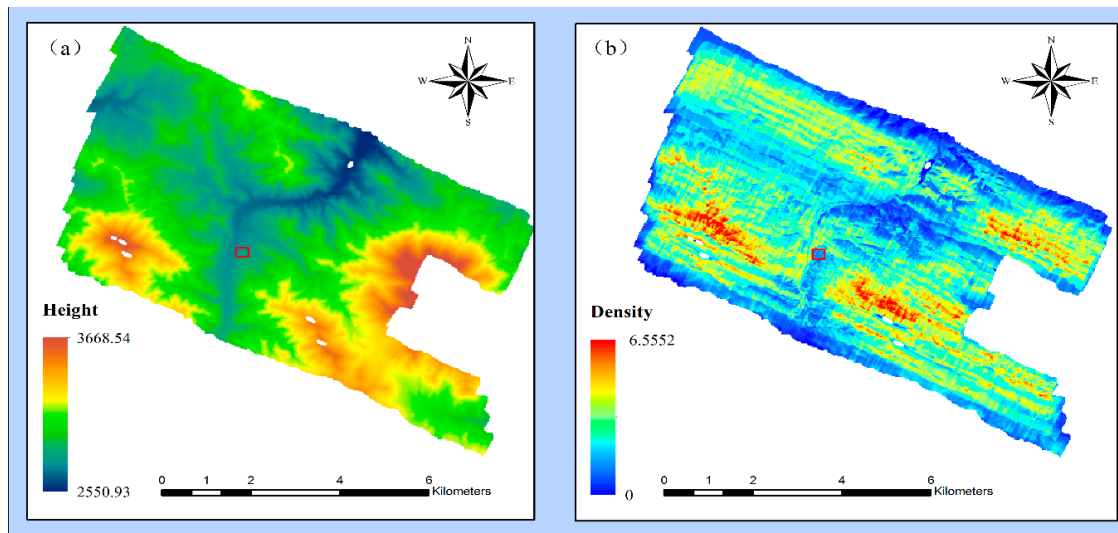 (a)
N
W
E
S
Height
3668.54
2550.93
0 1 2 4 6
Kilometers
(b)
N
W
E
S
Density
6.5552
0
0 1 2 4 6
Kilometers